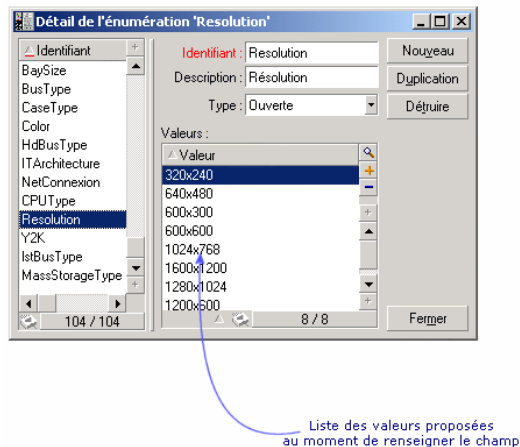 Détail de l'énumération 'Resolution'
Identifiant
BaySize
BusType
CaseType
Color
HdBusType
ITArchitecture
NetConnexion
CPUType
Resolution
Y2K
IstBusType
MassStorageType
104 / 104
Identifiant : Resolution
Description : Résolution
Type : Ouverte
Valeurs :
Valeur
320x240
640x480
600x300
600x600
1024x768
1600x1200
1280x1024
1200x600
8 / 8
Nouveau
Duplication
Détruire
Fermer
Liste des valeurs proposées
au moment de renseigner le champ